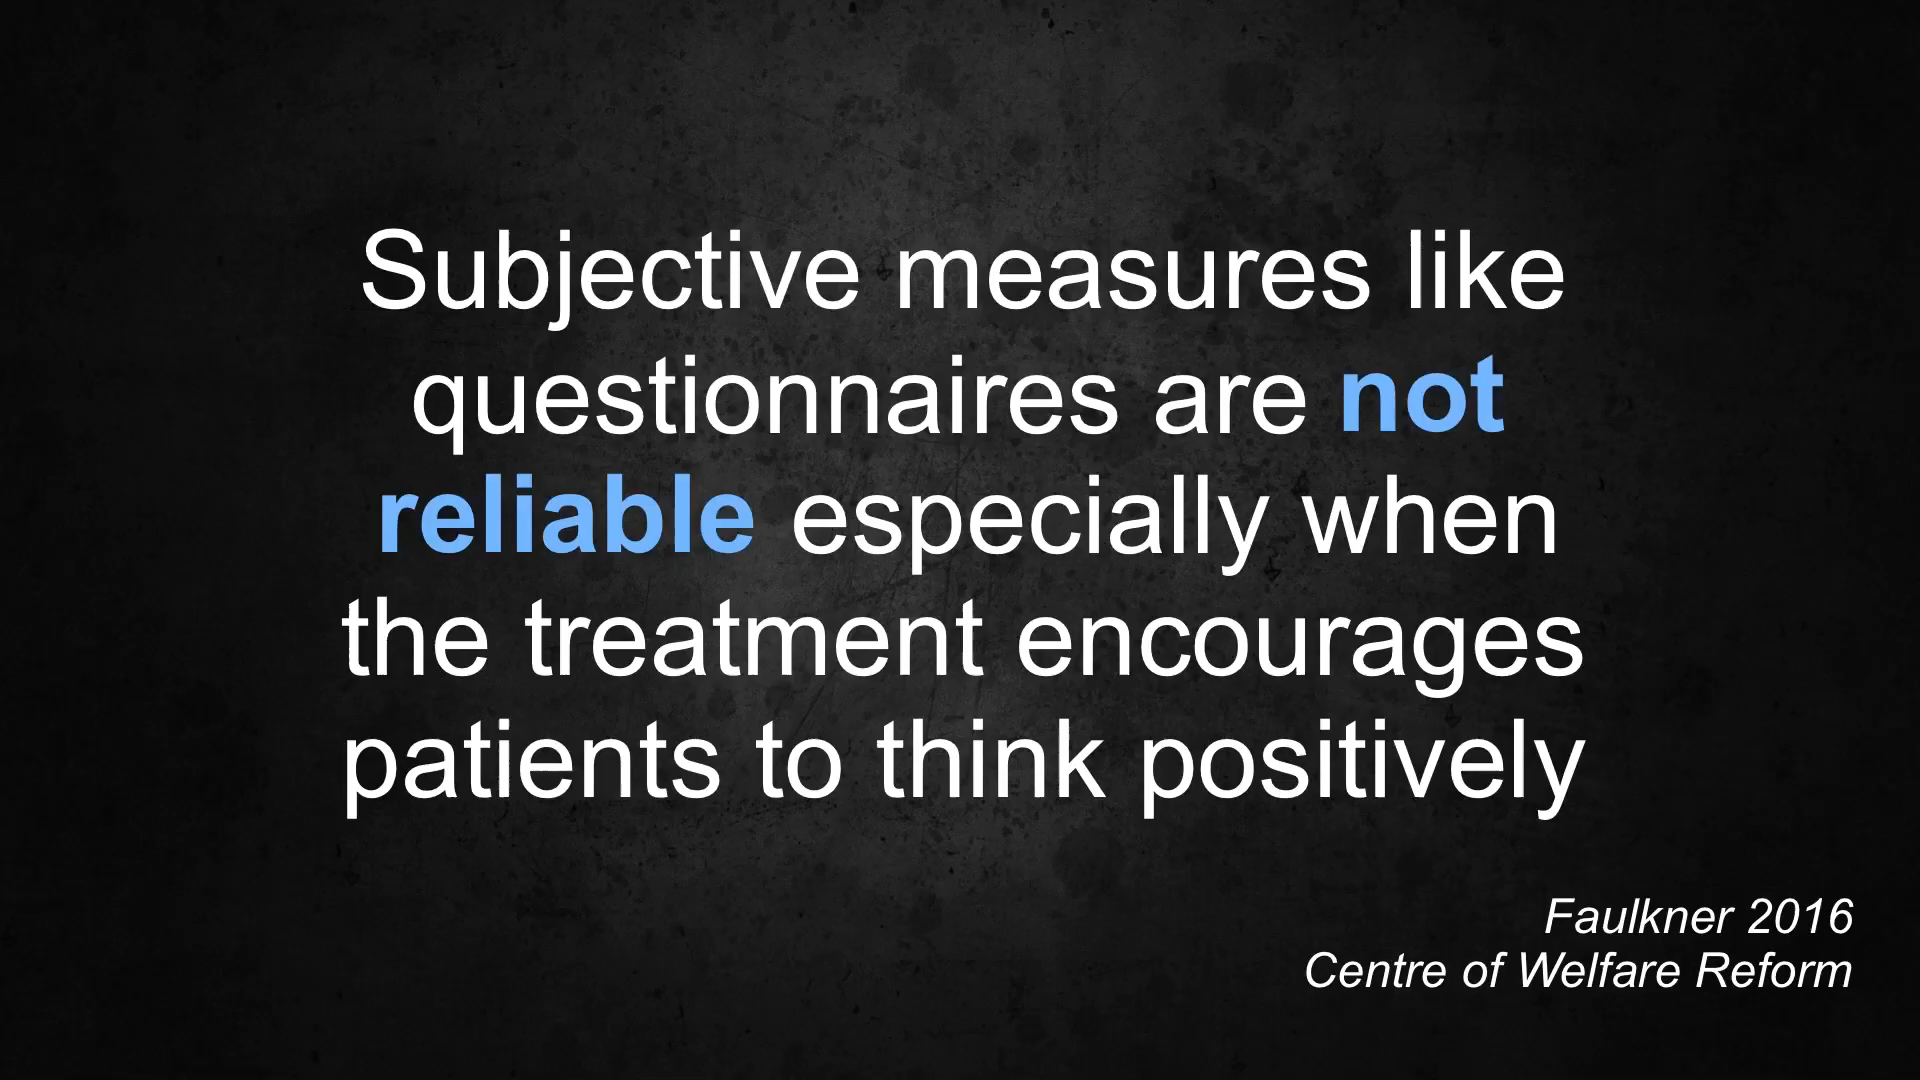 Subjective measures like
questionnaires are not
reliable especially when
the treatment encourages
patients to think positively
Faulkner 2016
Centre of Welfare Reform